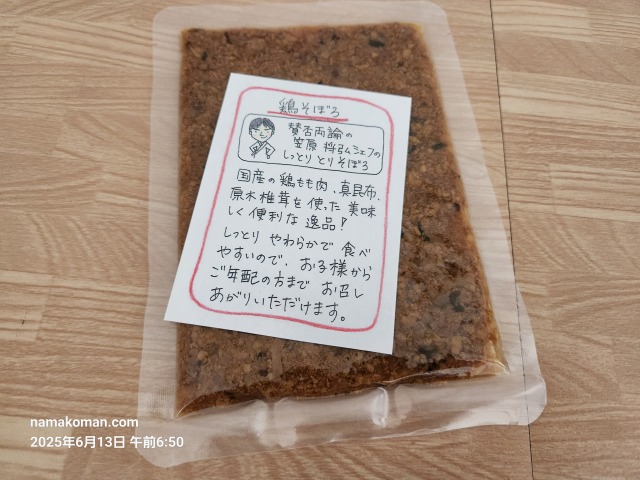 鶏そぼろ
賛否両論の
笠原 将弘シェフの
しっとり とりそぼろ
国産の鶏もも肉、真昆布、
原木椎茸を使った 美味
しく便利な逸品!
しっとり やわらかで 食べ
やすいので、お子様から
ご年配の方まで お召し
あがりいただけます。
namakoman.com
2025年6月13日 午前6:50